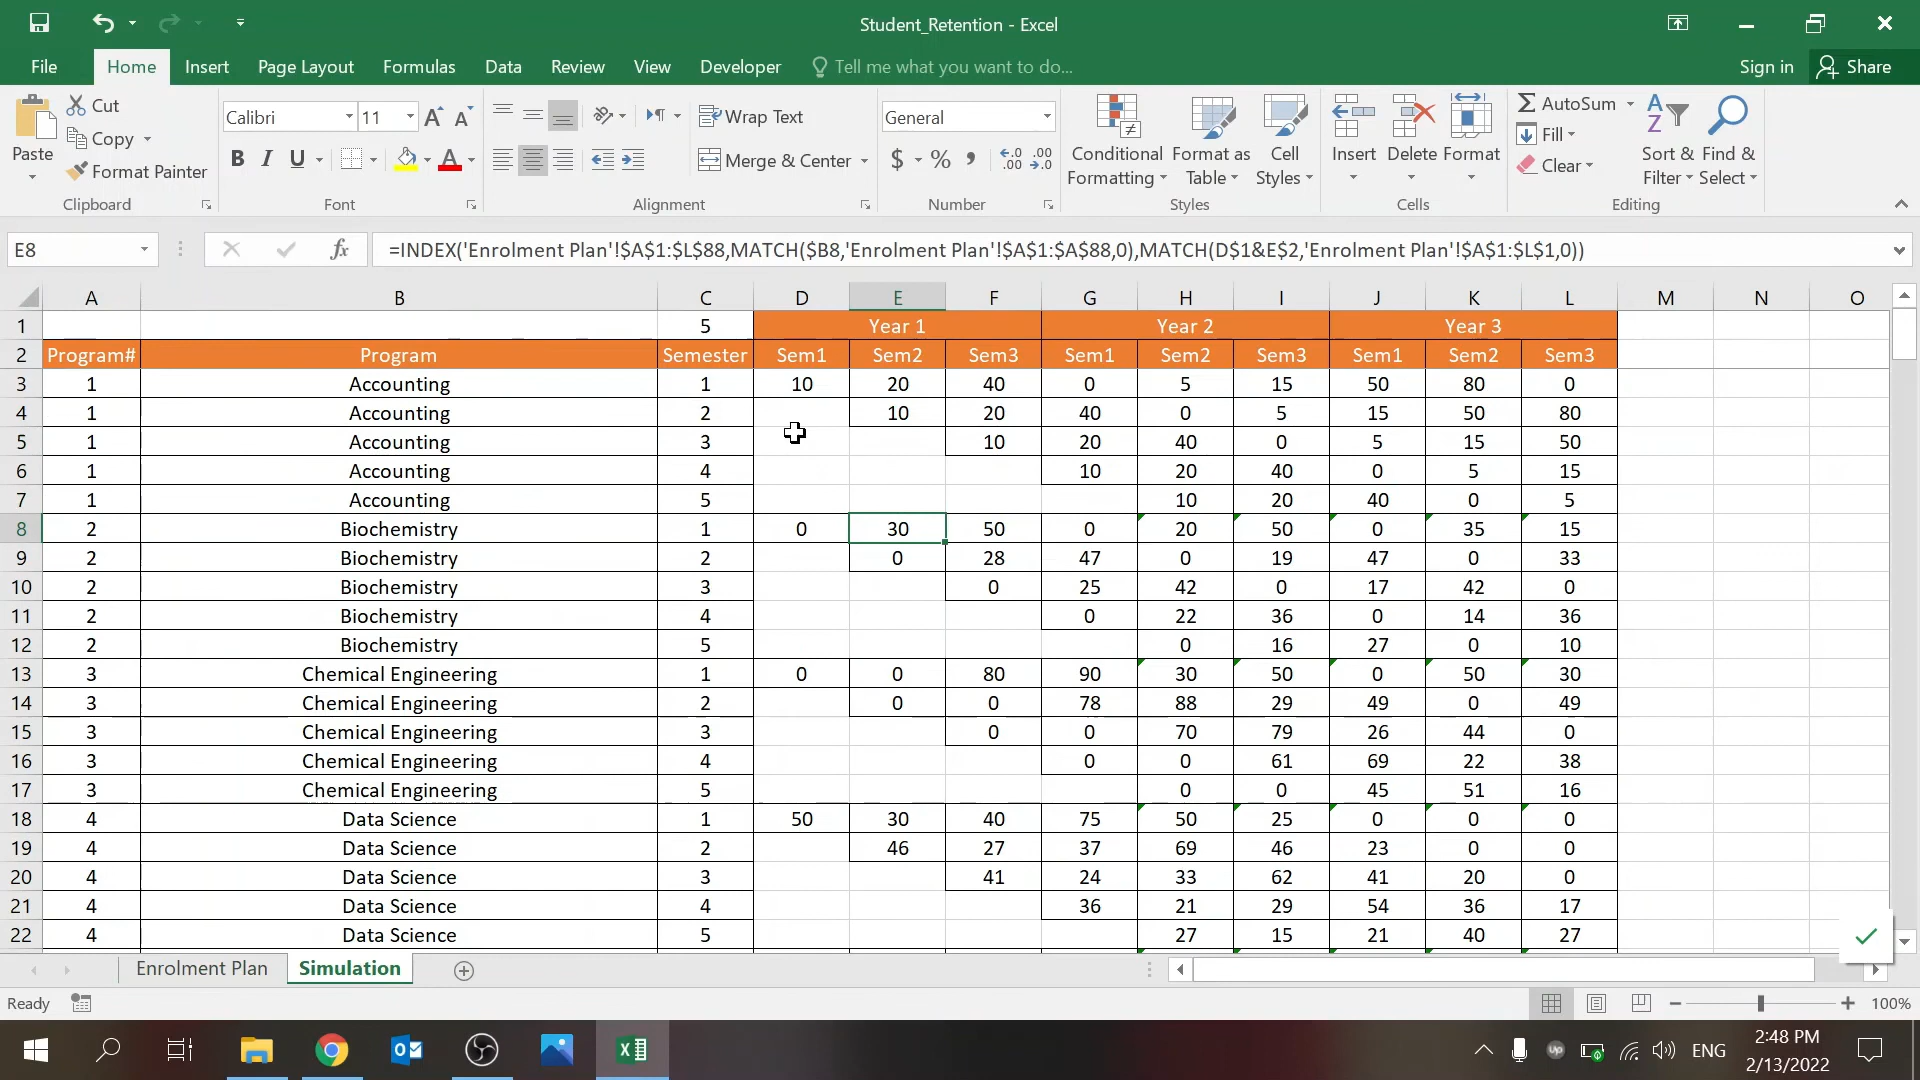 Student_Retention - Excel
File Home Insert Page Layout Formulas Data Review View Developer Tell me what you want to do... Sign in Share
Paste Cut Copy Format Painter Clipboard
Calibri 11 A A B I U A Font
Wrap Text Merge & Center Alignment
General $ % , .00 .0 .00 .0 Number
Conditional Formatting Format as Table Cell Styles Styles
Insert Delete Format Cells
AutoSum Fill Clear Sort & Filter Find & Select Editing
E8 fx =INDEX('Enrolment Plan'!$A$1:$L$88,MATCH($B8,'Enrolment Plan'!$A$1:$A$88,0),MATCH(D$1&E$2,'Enrolment Plan'!$A$1:$L$1,0))
A B C D E F G H I J K L M N O
1 5 Year 1 Year 2 Year 3
2 Program# Program Semester Sem1 Sem2 Sem3 Sem1 Sem2 Sem3 Sem1 Sem2 Sem3
3 1 Accounting 1 10 20 40 0 5 15 50 80 0
4 1 Accounting 2 10 20 40 0 5 15 50 80
5 1 Accounting 3 10 20 40 0 5 15 50
6 1 Accounting 4 10 20 40 0 5 15
7 1 Accounting 5 10 20 40 0 5
8 2 Biochemistry 1 0 30 50 0 20 50 0 35 15
9 2 Biochemistry 2 0 28 47 0 19 47 0 33
10 2 Biochemistry 3 0 25 42 0 17 42 0
11 2 Biochemistry 4 0 22 36 0 14 36
12 2 Biochemistry 5 0 16 27 0 10
13 3 Chemical Engineering 1 0 0 80 90 30 50 0 50 30
14 3 Chemical Engineering 2 0 0 78 88 29 49 0 49
15 3 Chemical Engineering 3 0 0 70 79 26 44 0
16 3 Chemical Engineering 4 0 0 61 69 22 38
17 3 Chemical Engineering 5 0 0 45 51 16
18 4 Data Science 1 50 30 40 75 50 25 0 0 0
19 4 Data Science 2 46 27 37 69 46 23 0 0
20 4 Data Science 3 41 24 33 62 41 20 0
21 4 Data Science 4 36 21 29 54 36 17
22 4 Data Science 5 27 15 21 40 27
Enrolment Plan Simulation
Ready 100%
ENG 2:48 PM
2/13/2022